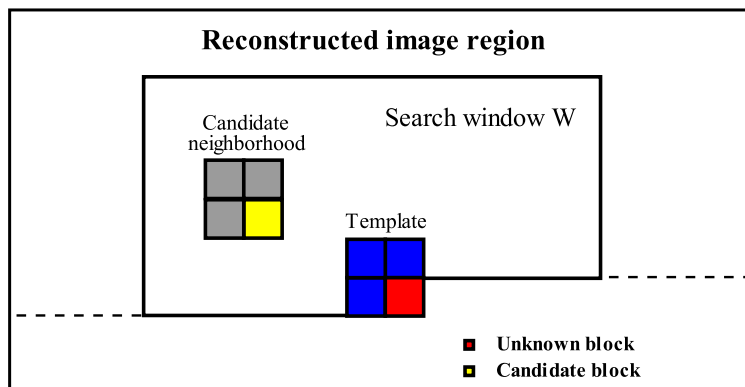 Reconstructed image region
Search window W
Candidate
neighborhood
Template
Unknown block
Candidate block